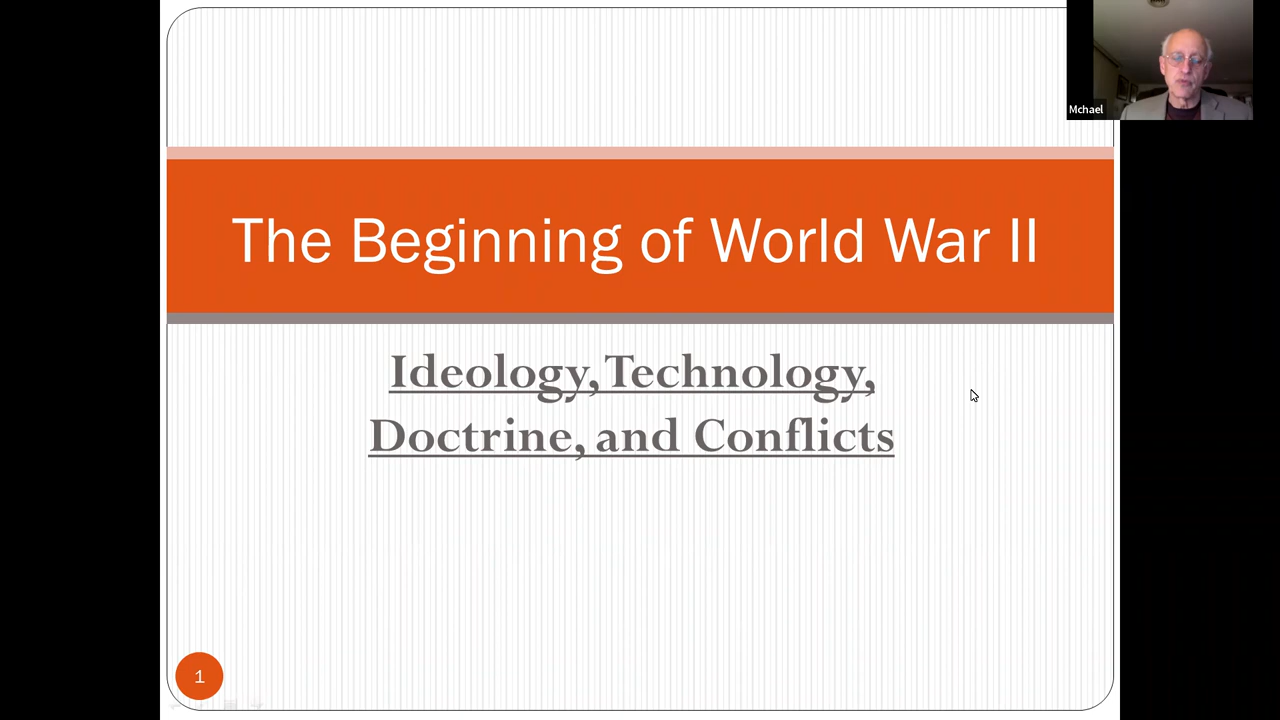 Mchael
The Beginning of World War II
Ideology, Technology,
Doctrine, and Conflicts
1